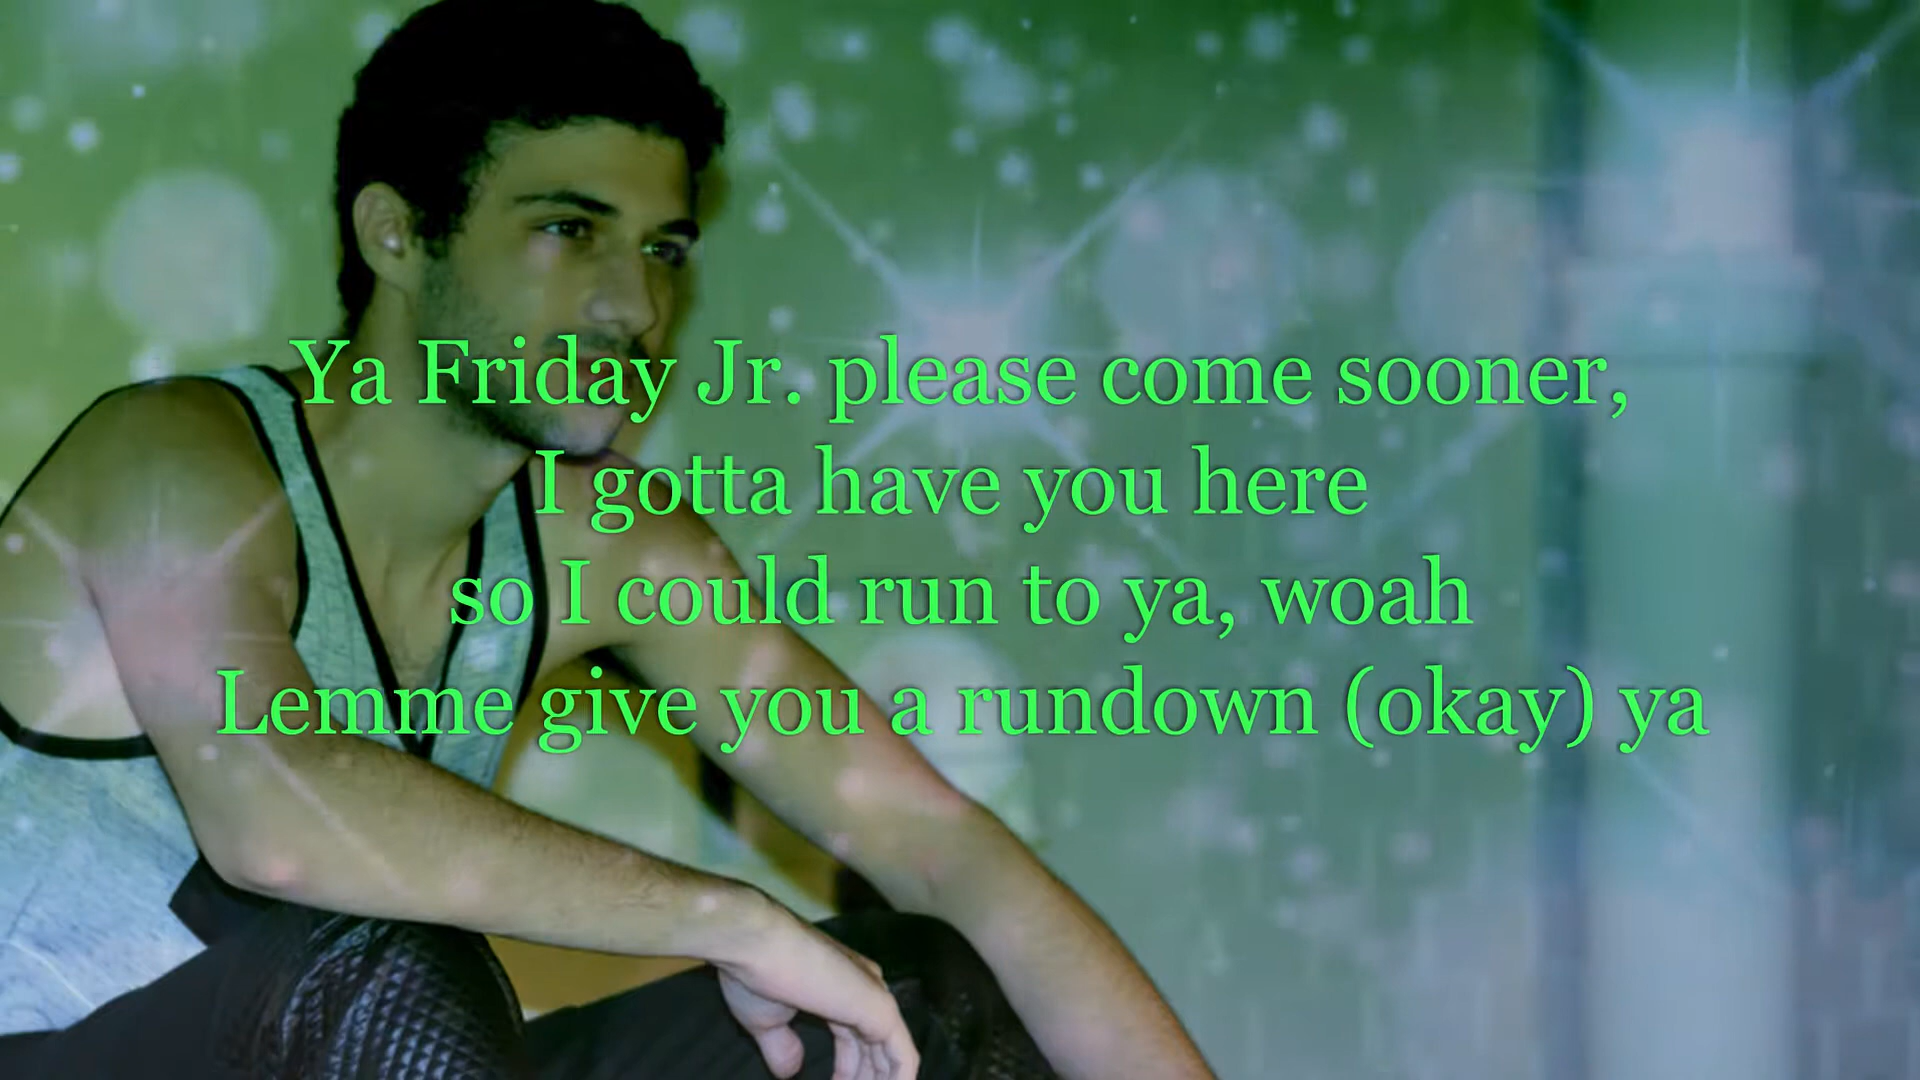 Ya Friday Jr. please come sooner,
I gotta have you here
so I could run to ya, woah
Lemme give you a rundown (okay) ya